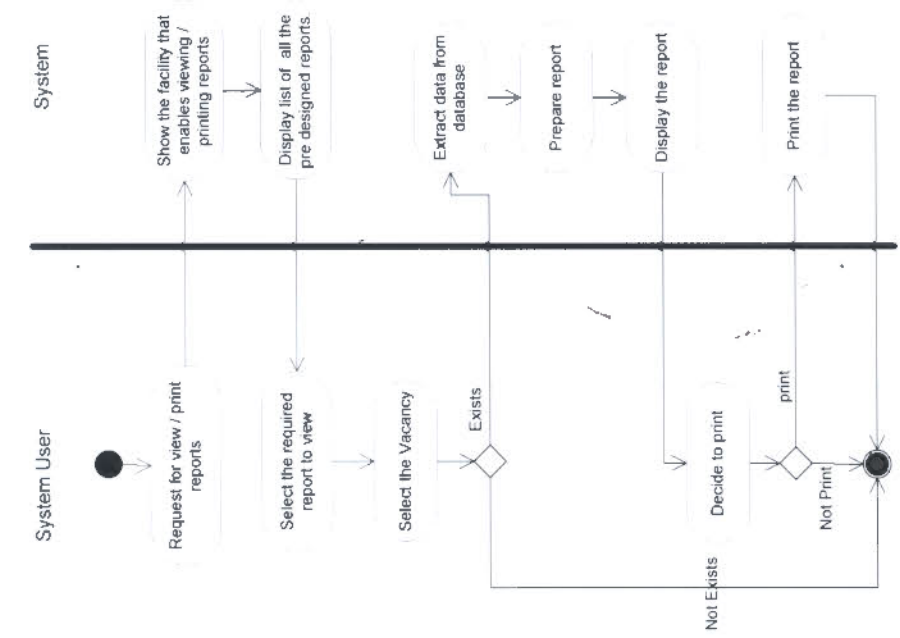 System User
System
Request for view / print
reports
Show the facility that
enables viewing /
printing reports
Display list of all the
pre designed reports.
Select the required
report to view
Select the Vacancy
Exists
Not Exists
Extract data from
database
Prepare report
Display the report
Decide to print
print
Not Print
Print the report